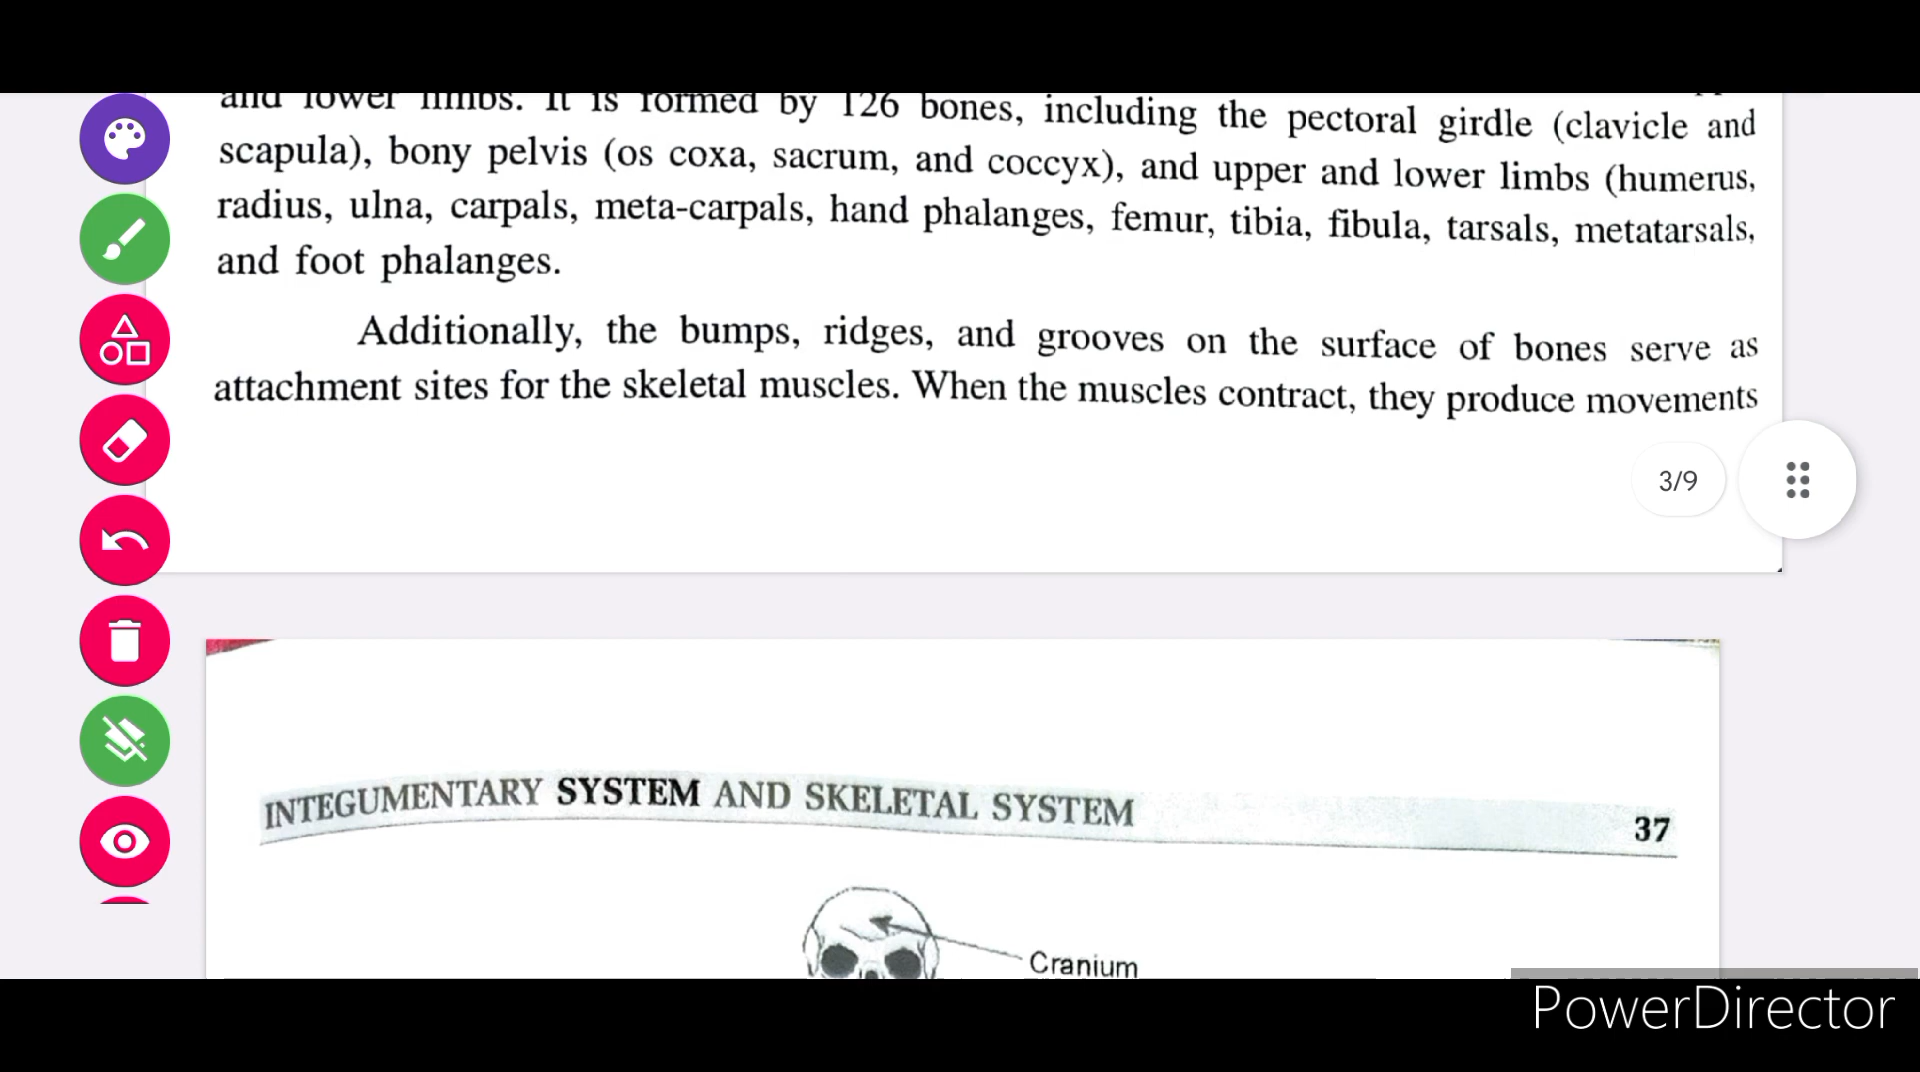 and lower limbs. It is formed by 126 bones, including the pectoral girdle (clavicle and
scapula), bony pelvis (os coxa, sacrum, and coccyx), and upper and lower limbs (humerus,
radius, ulna, carpals, meta-carpals, hand phalanges, femur, tibia, fibula, tarsals, metatarsals,
and foot phalanges.
Additionally, the bumps, ridges, and grooves on the surface of bones serve as
attachment sites for the skeletal muscles. When the muscles contract, they produce movements
3/9
INTEGUMENTARY SYSTEM AND SKELETAL SYSTEM
37
Cranium
PowerDirector